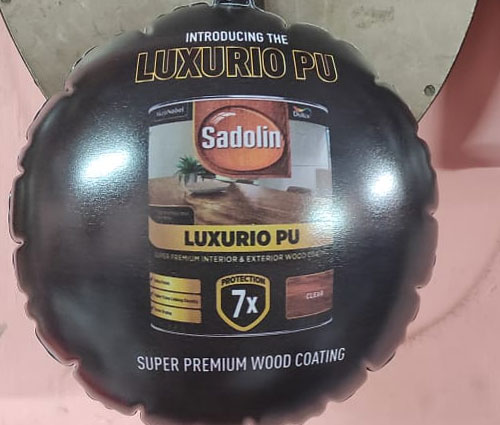 INTRODUCING THE
LUXURIO PU
AkzoNobel
Dulux
Sadolin
LUXURIO PU
SUPER PREMIUM INTERIOR & EXTERIOR WOOD COATING
PROTECTION
7x
CLEAR
SUPER PREMIUM WOOD COATING